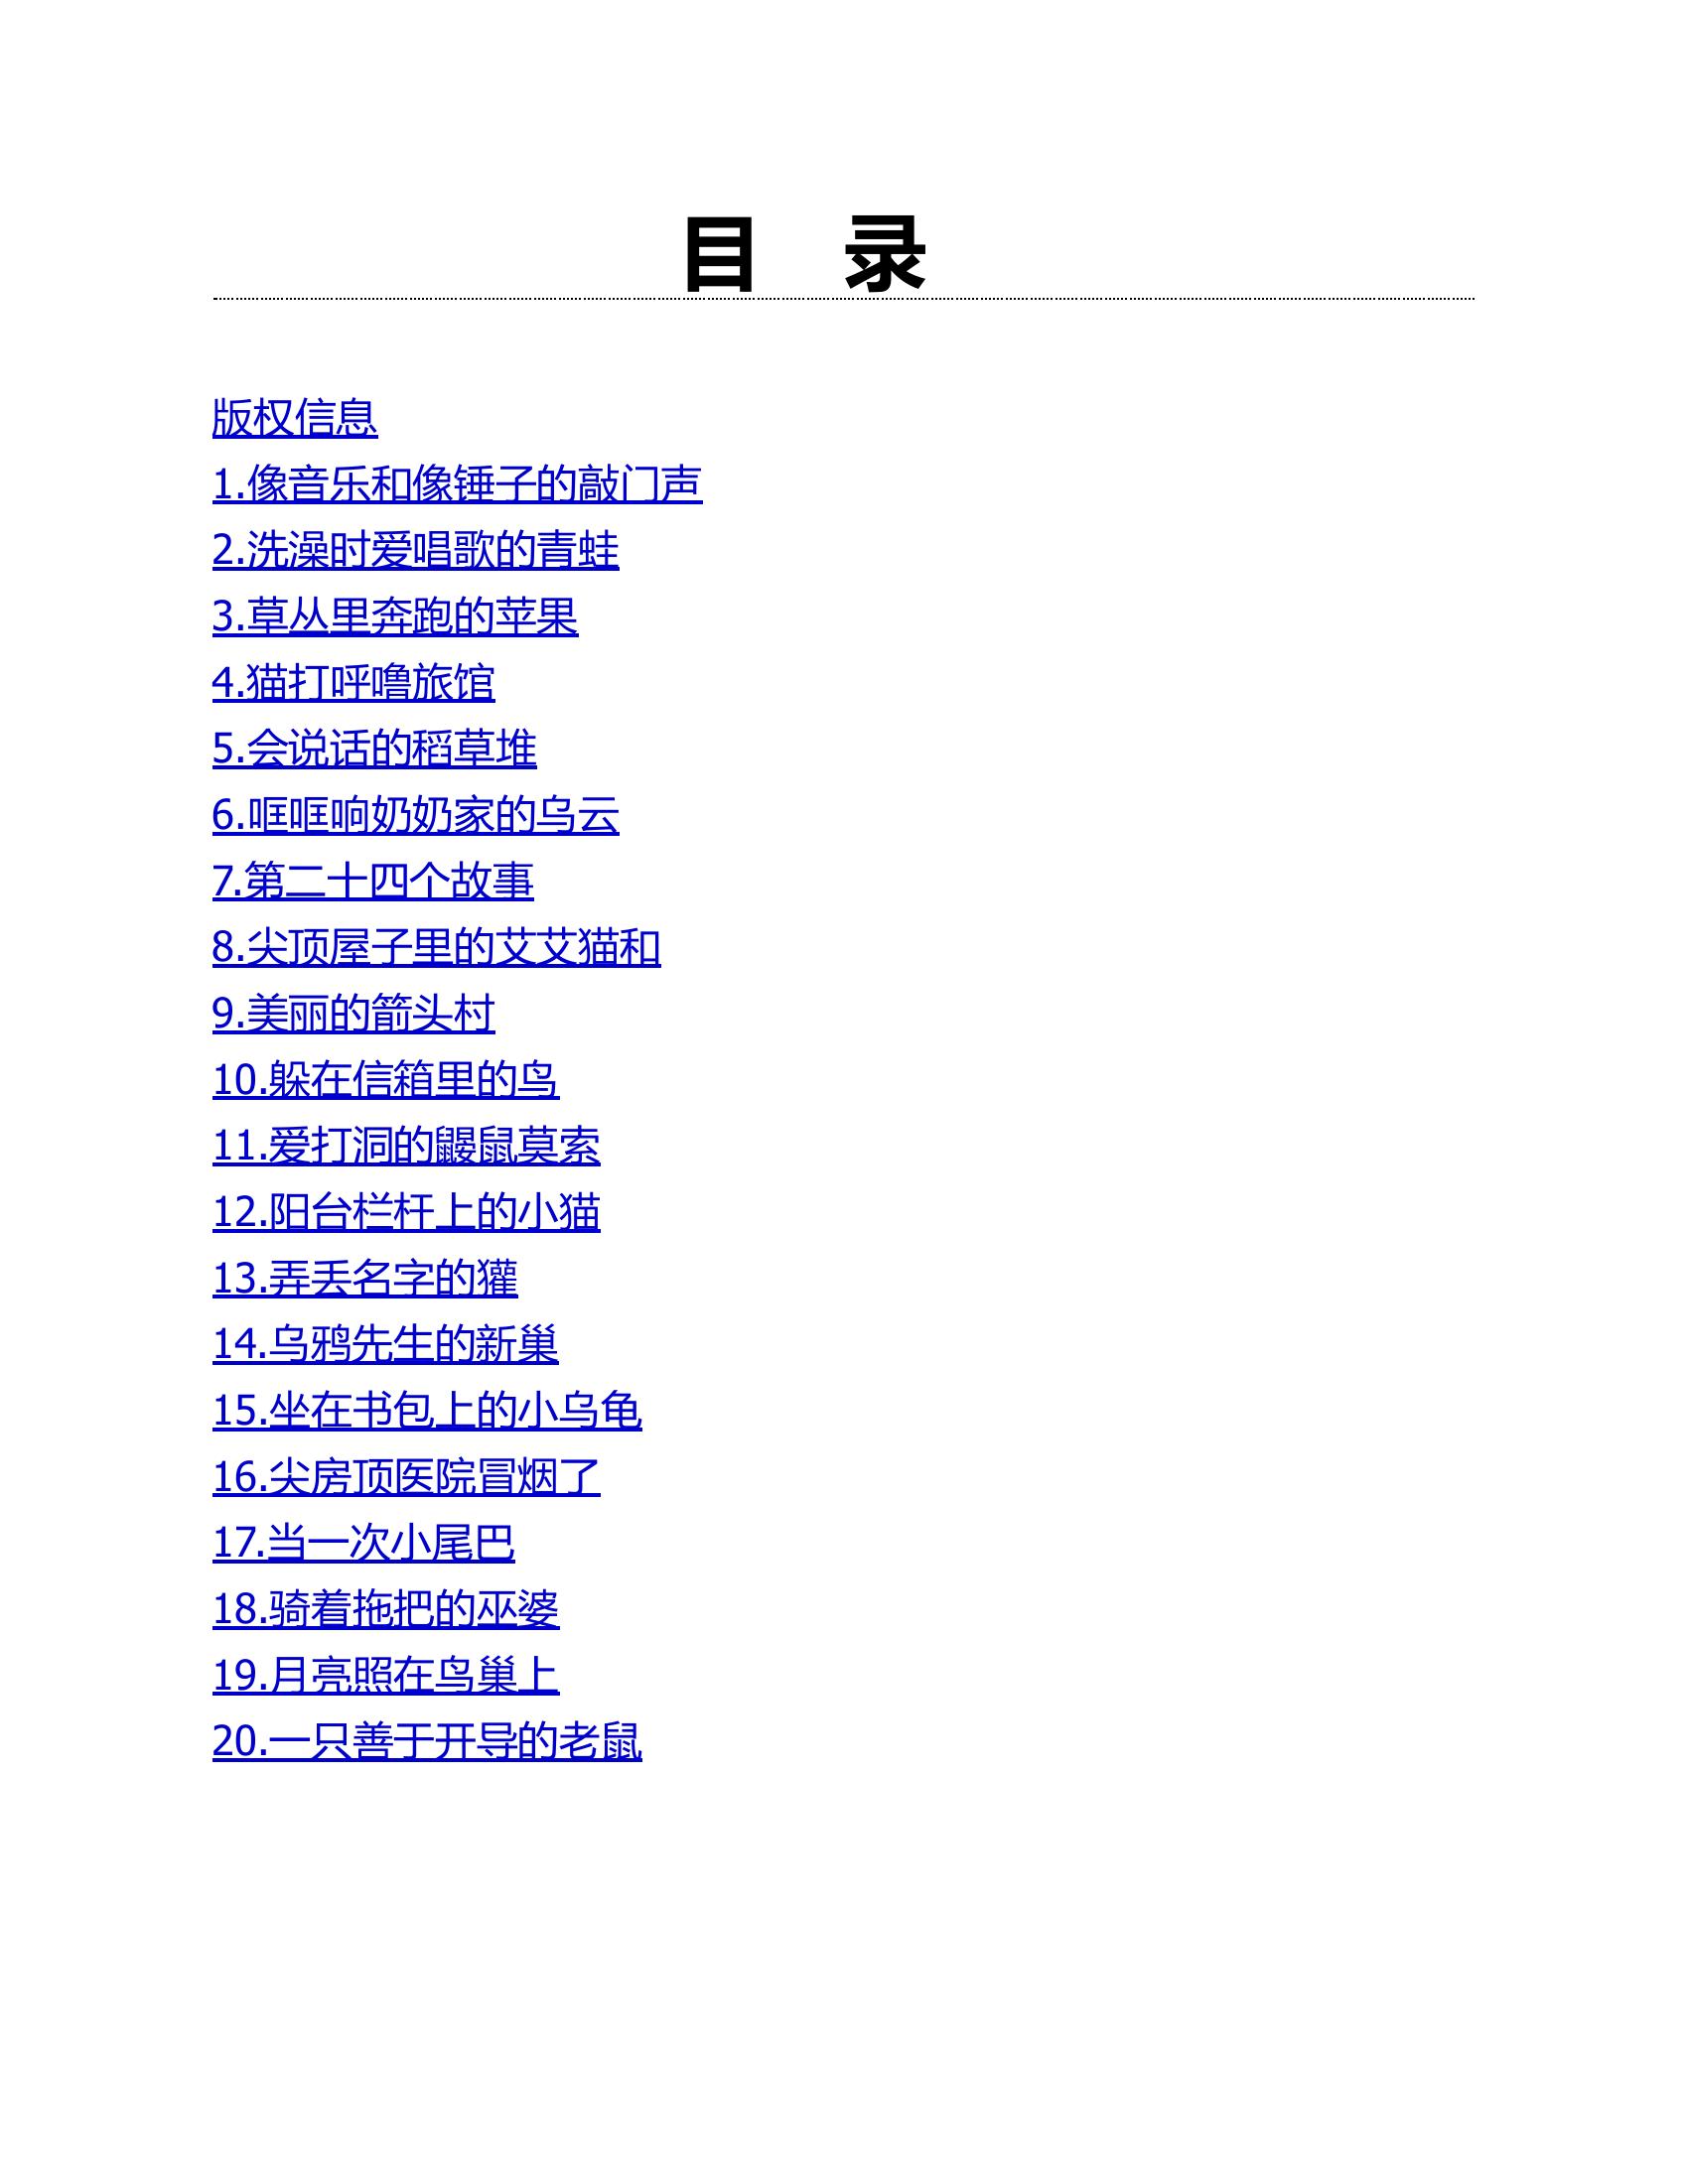 目 录
版权信息
1.像音乐和像锤子的敲门声
2.洗澡时爱唱歌的青蛙
3.草丛里奔跑的苹果
4.猫打呼噜旅馆
5.会说话的稻草堆
6.哐哐响奶奶家的乌云
7.第二十四个故事
8.尖顶屋子里的艾艾猫和
9.美丽的箭头村
10.躲在信箱里的鸟
11.爱打洞的鼹鼠莫索
12.阳台栏杆上的小猫
13.弄丢名字的獾
14.乌鸦先生的新巢
15.坐在书包上的小乌龟
16.尖房顶医院冒烟了
17.当一次小尾巴
18.骑着拖把的巫婆
19.月亮照在鸟巢上
20.一只善于开导的老鼠